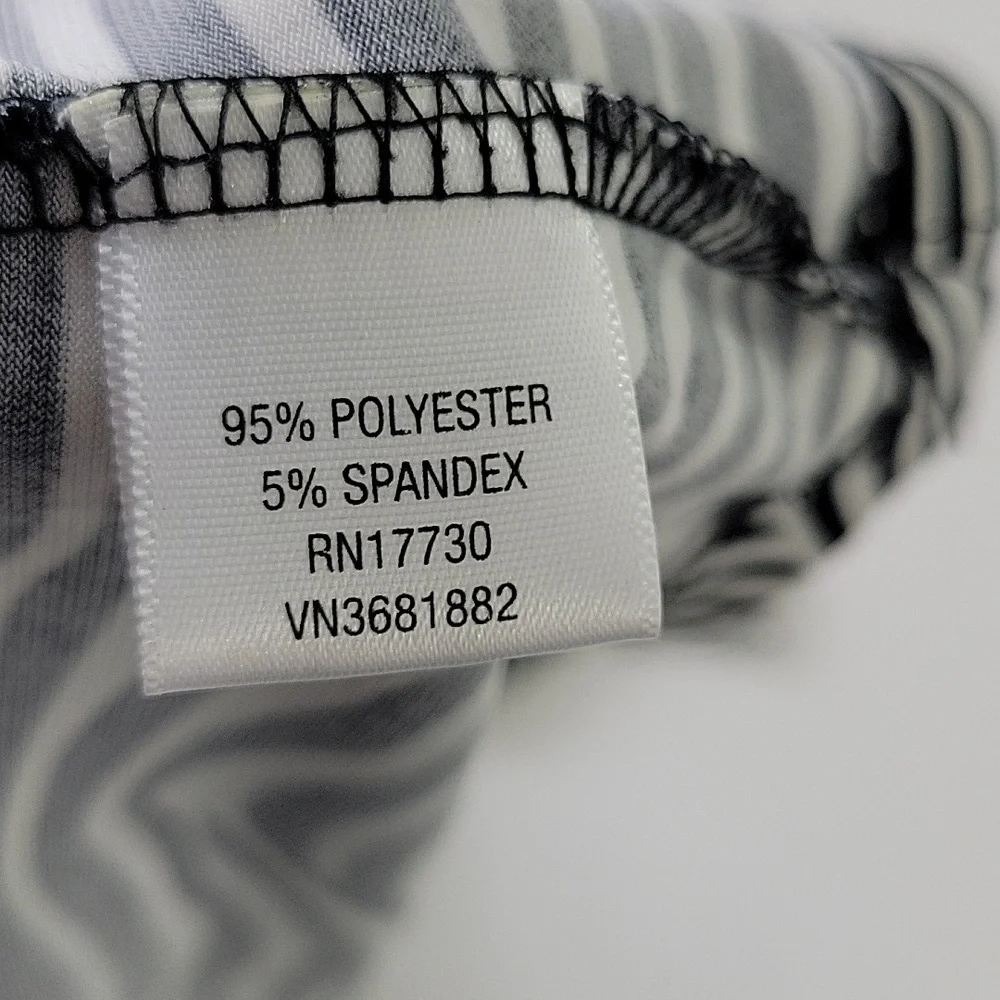 95% POLYESTER
5% SPANDEX
RN17730
VN3681882